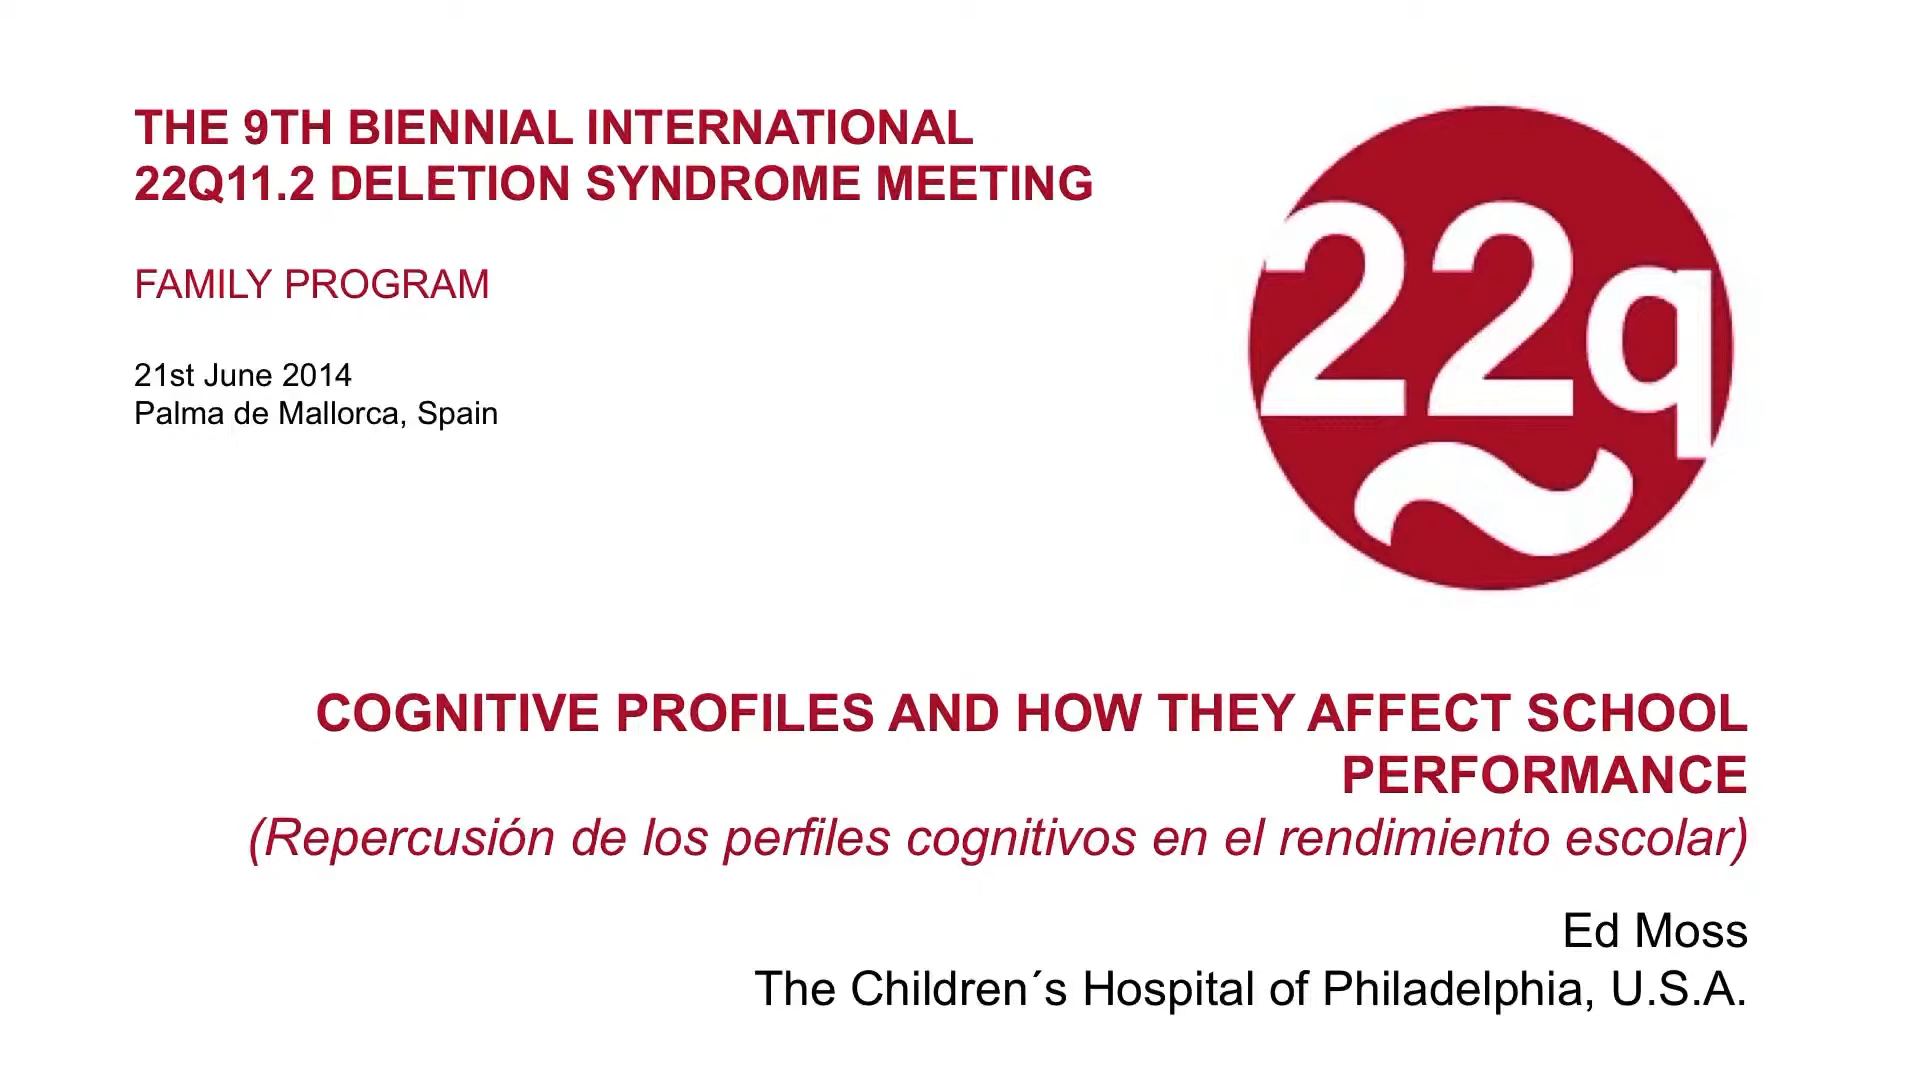 THE 9TH BIENNIAL INTERNATIONAL
22Q11.2 DELETION SYNDROME MEETING
FAMILY PROGRAM
21st June 2014
Palma de Mallorca, Spain
22q
COGNITIVE PROFILES AND HOW THEY AFFECT SCHOOL
PERFORMANCE
(Repercusión de los perfiles cognitivos en el rendimiento escolar)
Ed Moss
The Children´s Hospital of Philadelphia, U.S.A.